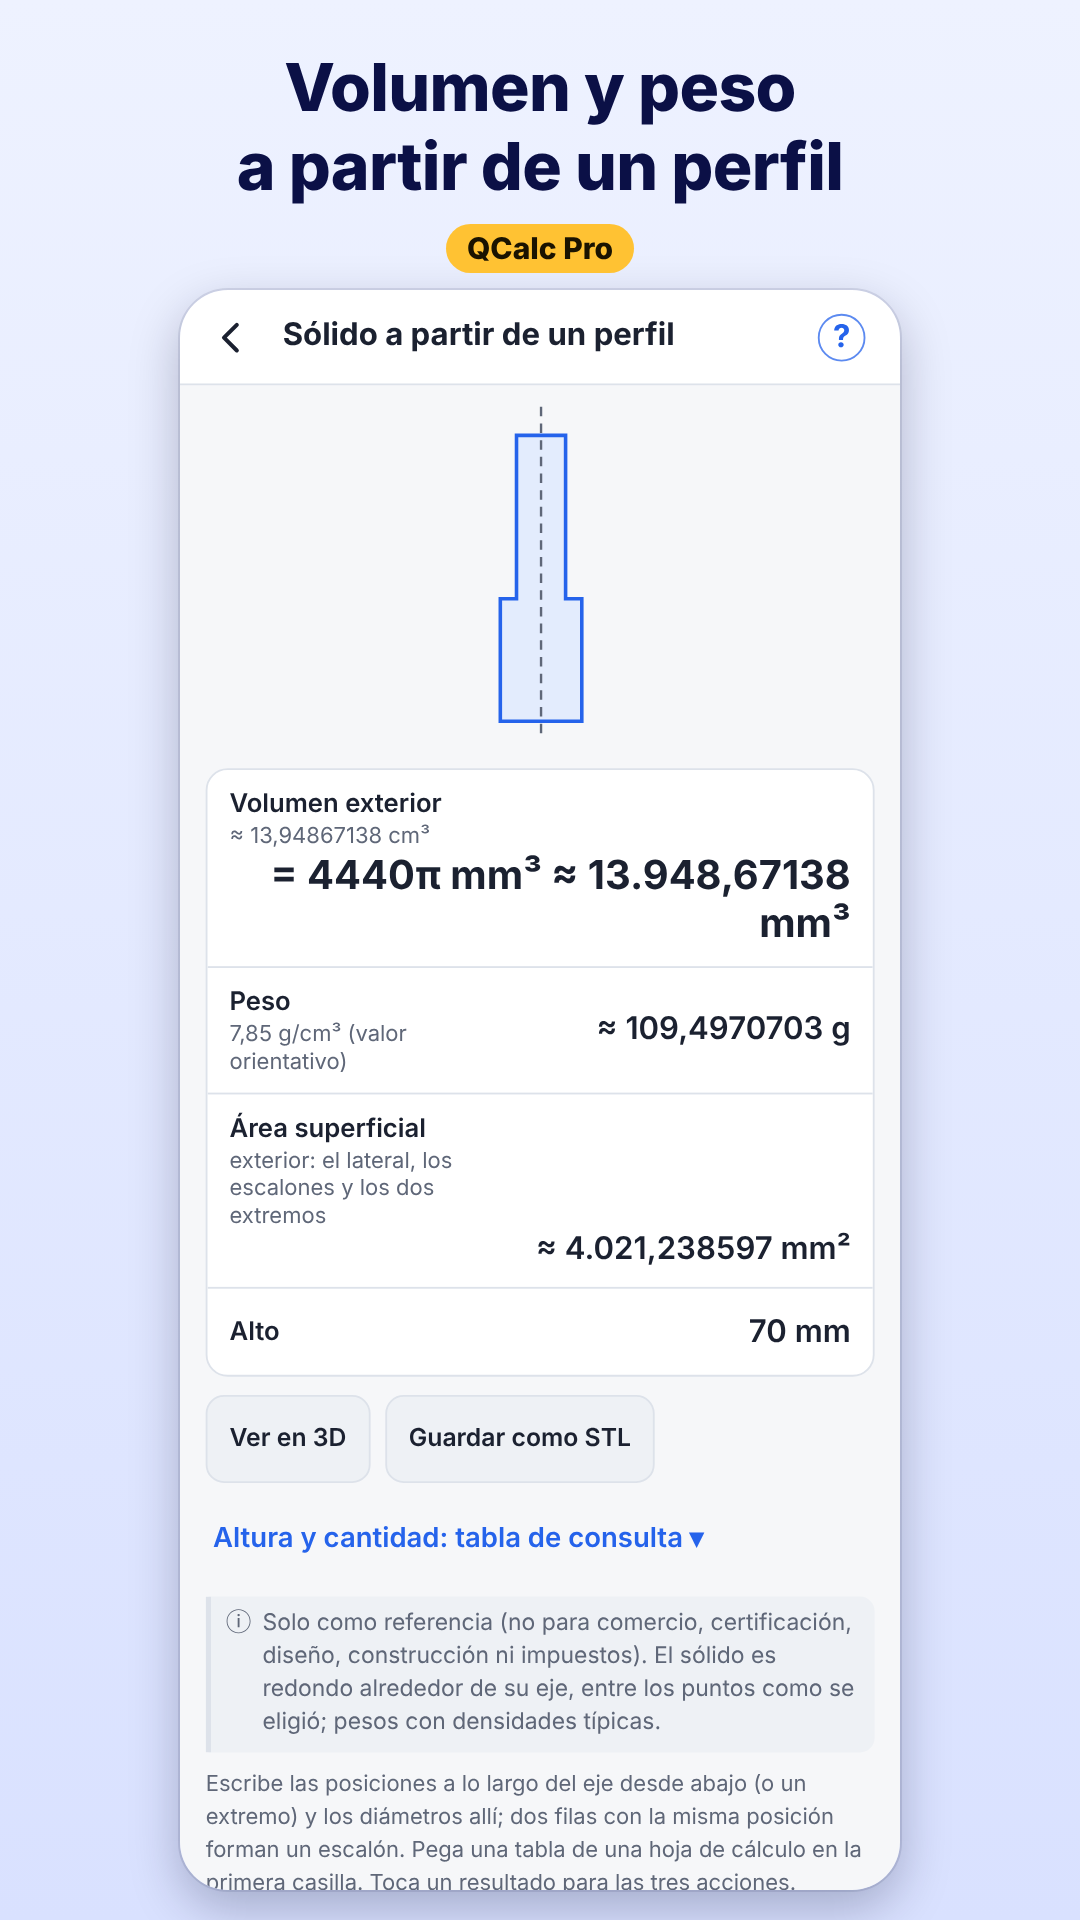 Volumen y peso
a partir de un perfil
QCalc Pro
Sólido a partir de un perfil
?
Volumen exterior
≈ 13,94867138 cm³
= 4440π mm³ ≈ 13.948,67138
mm³
Peso
7,85 g/cm³ (valor
orientativo)
≈ 109,4970703 g
Área superficial
exterior: el lateral, los
escalones y los dos
extremos
≈ 4.021,238597 mm²
Alto
70 mm
Ver en 3D
Guardar como STL
Altura y cantidad: tabla de consulta ▾
ⓘ Solo como referencia (no para comercio, certificación,
diseño, construcción ni impuestos). El sólido es
redondo alrededor de su eje, entre los puntos como se
eligió; pesos con densidades típicas.
Escribe las posiciones a lo largo del eje desde abajo (o un
extremo) y los diámetros allí; dos filas con la misma posición
forman un escalón. Pega una tabla de una hoja de cálculo en la
primera casilla. Toca un resultado para las tres acciones.